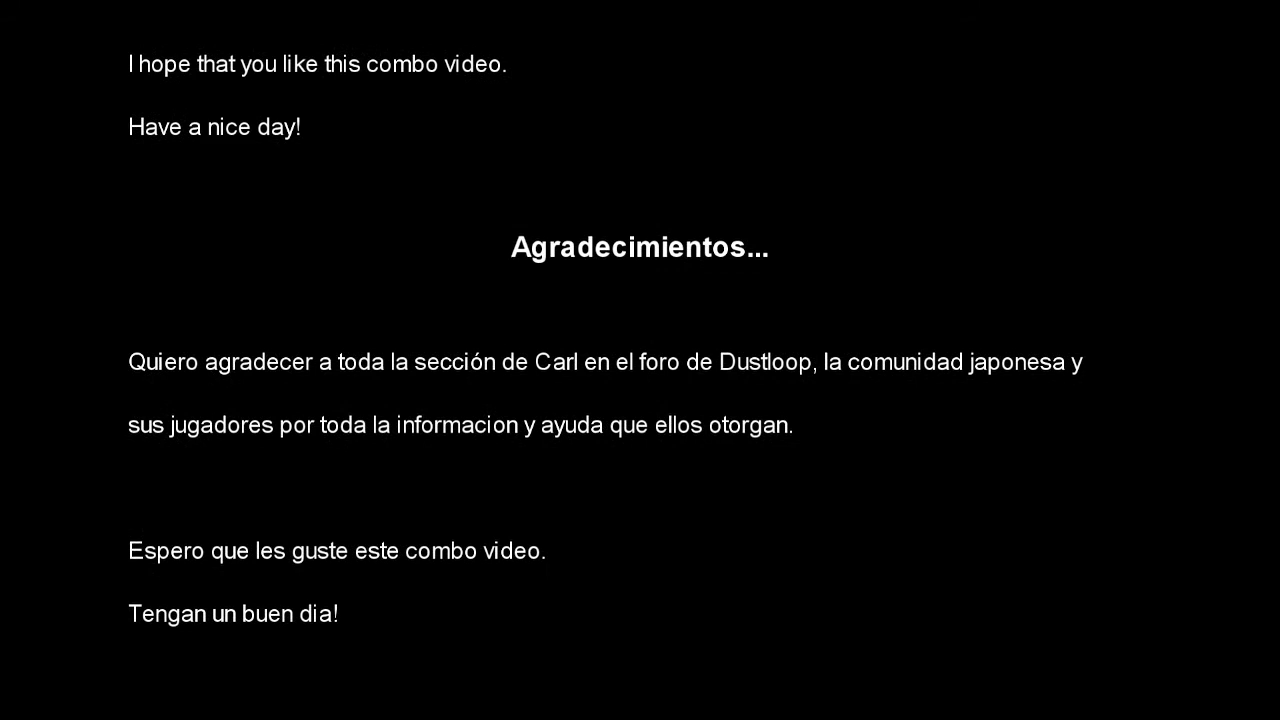 I hope that you like this combo video.
Have a nice day!
Agradecimientos...
Quiero agradecer a toda la sección de Carl en el foro de Dustloop, la comunidad japonesa y
sus jugadores por toda la informacion y ayuda que ellos otorgan.
Espero que les guste este combo video.
Tengan un buen dia!